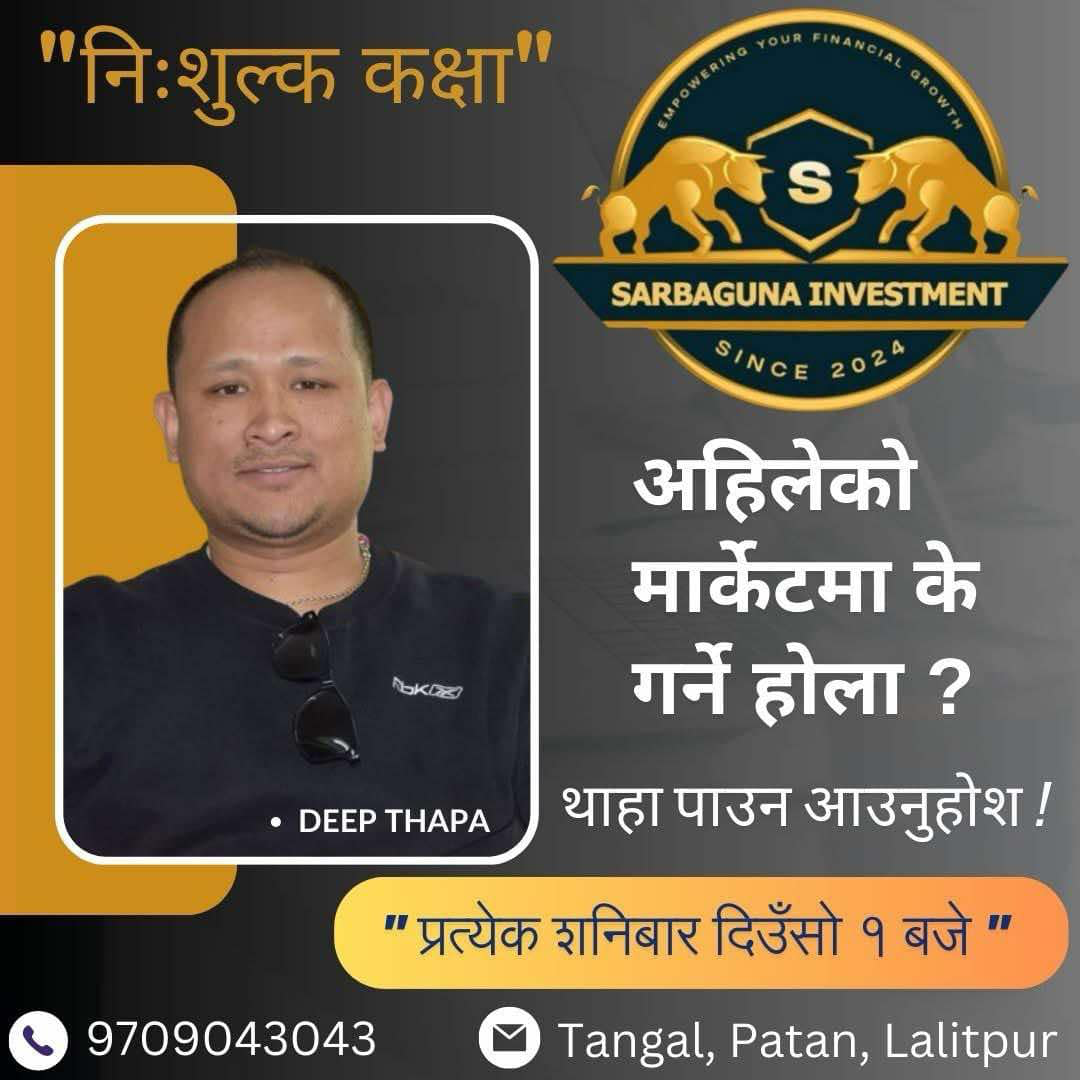 "नि:शुल्क कक्षा"
EMPOWERING YOUR FINANCIAL GROWTH
S
SARBAGUNA INVESTMENT
SINCE 2024
अहिलेको
मार्केटमा के
गर्ने होला ?
थाहा पाउन आउनुहोश !
• DEEP THAPA
" प्रत्येक शनिबार दिउँसो १ बजे "
9709043043
Tangal, Patan, Lalitpur